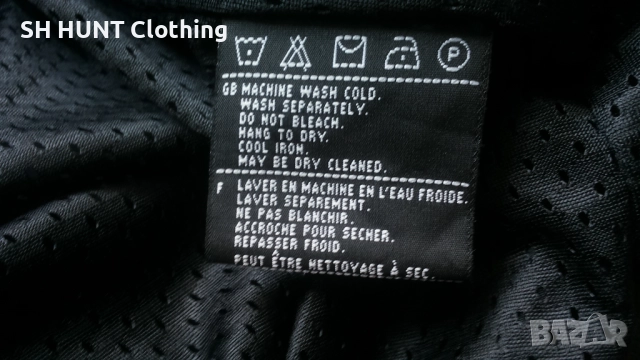 SH HUNT Clothing
P
GB MACHINE WASH COLD.
WASH SEPARATELY.
DO NOT BLEACH.
HANG TO DRY.
COOL IRON.
MAY BE DRY CLEANED.
F LAVER EN MACHINE EN L'EAU FROIDE.
LAVER SEPAREMENT.
NE PAS BLANCHIR.
ACCROCHE POUR SECHER.
REPASSER FROID.
PEUT ÊTRE NETTOYAGE À SEC.
BAZAR